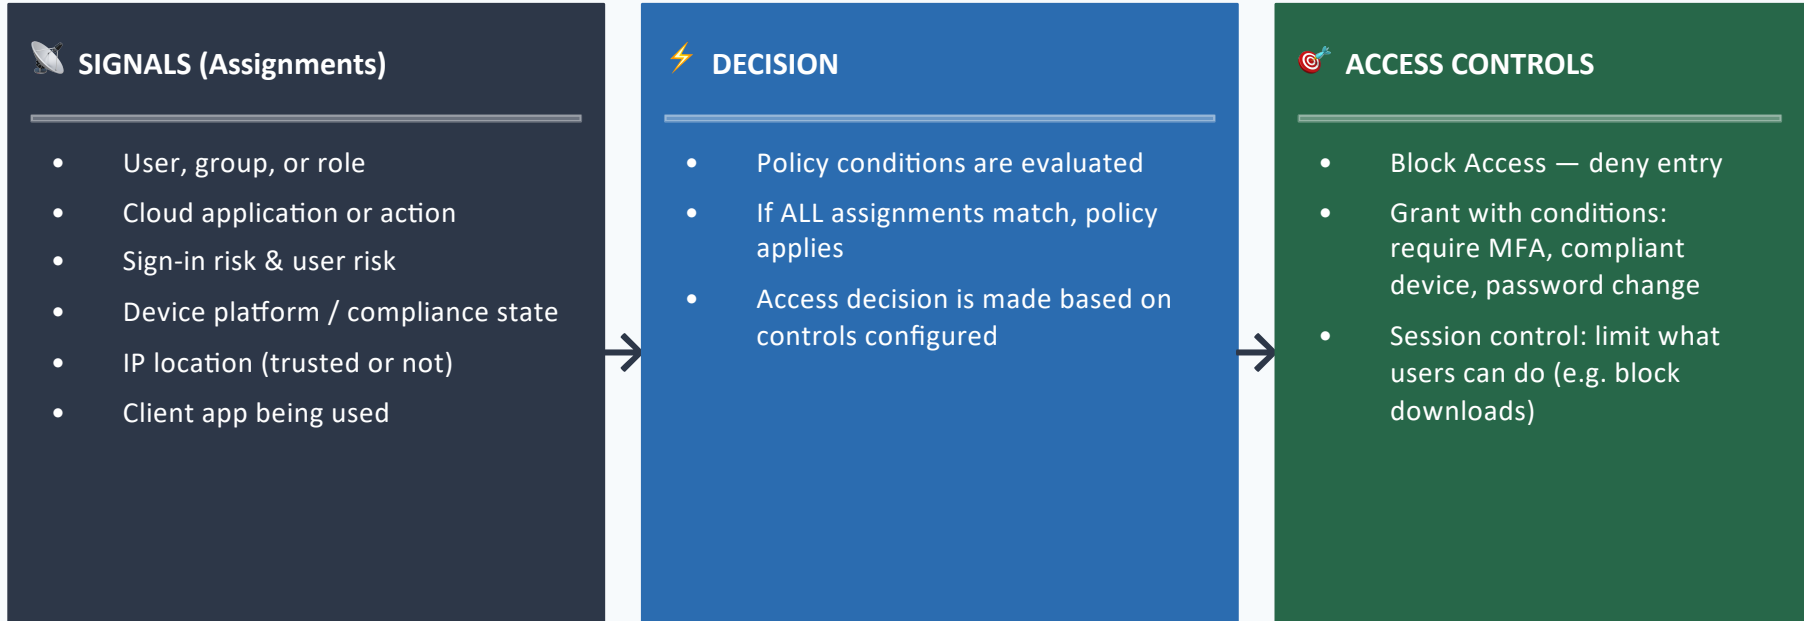 SIGNALS (Assignments)
• User, group, or role
• Cloud application or action
• Sign-in risk & user risk
• Device platform / compliance state
• IP location (trusted or not)
• Client app being used
DECISION
• Policy conditions are evaluated
• If ALL assignments match, policy
applies
• Access decision is made based on
controls configured
ACCESS CONTROLS
• Block Access — deny entry
• Grant with conditions:
require MFA, compliant
device, password change
• Session control: limit what
users can do (e.g. block
downloads)